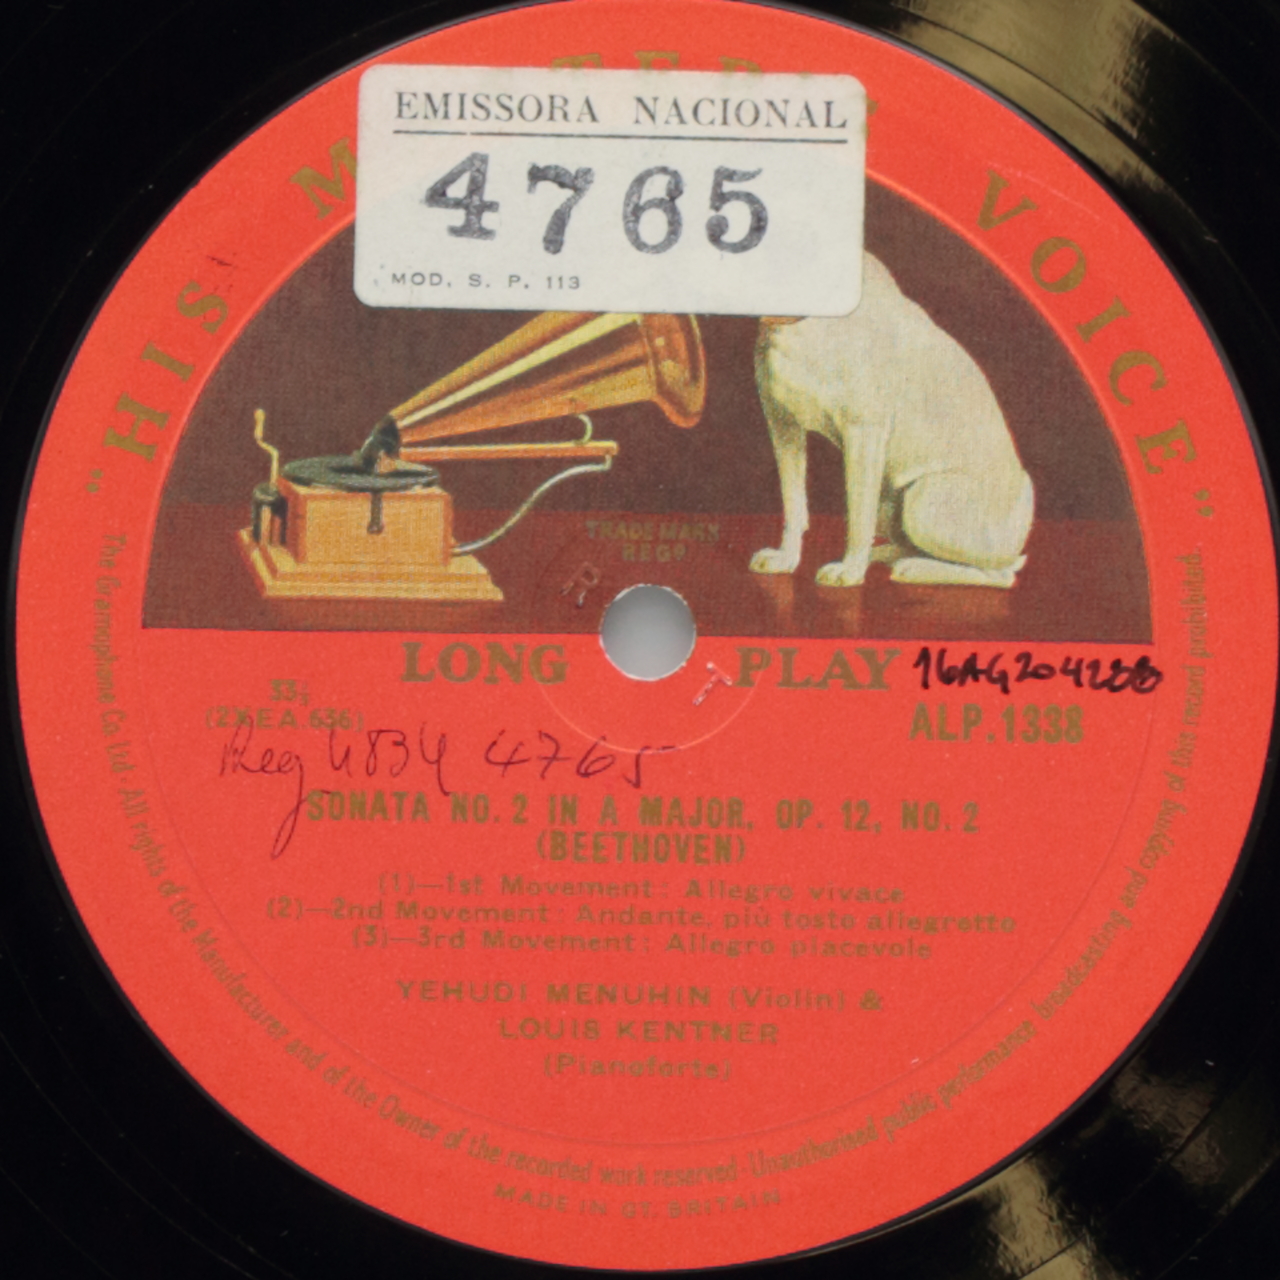 EMISSORA NACIONAL
4765
MOD. S. P. 113
"HIS VOICE"
TRADE MARK
REGD
R
T
LONG PLAY
16AG204288
33⅓
(2XEA.636)
ALP.1338
Reg 4834 4765
SONATA NO. 2 IN A MAJOR, OP. 12, NO. 2
(BEETHOVEN)
(1)—1st Movement: Allegro vivace
(2)—2nd Movement: Andante, più tosto allegretto
(3)—3rd Movement: Allegro piacevole
YEHUDI MENUHIN (Violin) &
LOUIS KENTNER
(Pianoforte)
The Gramophone Co. Ltd. All rights of the Manufacturer and of the Owner of the recorded work reserved. Unauthorised public performance broadcasting and copying of this record prohibited.
MADE IN GT. BRITAIN